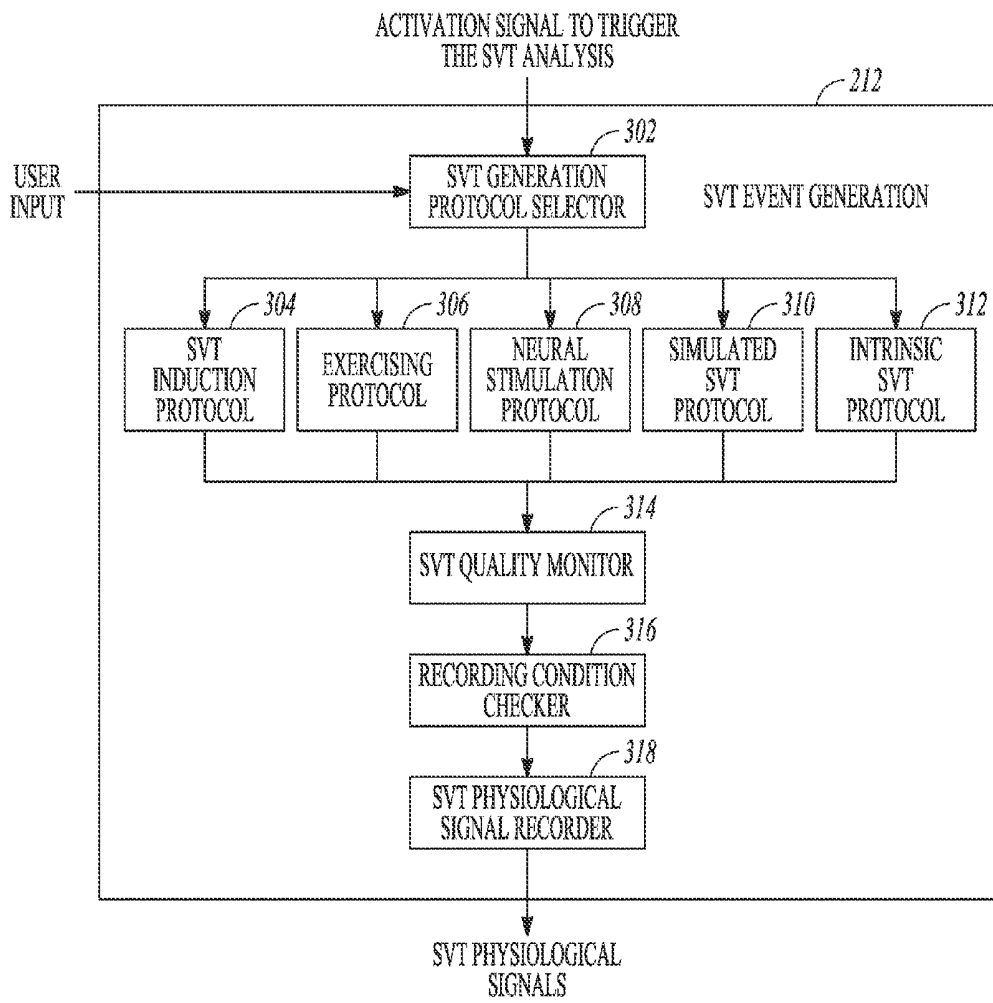 ACTIVATION SIGNAL TO TRIGGER
THE SVT ANALYSIS
212
302
USER
INPUT
SVT GENERATION
PROTOCOL SELECTOR
SVT EVENT GENERATION
304
306
308
310
312
SVT
INDUCTION
PROTOCOL
EXERCISING
PROTOCOL
NEURAL
STIMULATION
PROTOCOL
SIMULATED
SVT
PROTOCOL
INTRINSIC
SVT
PROTOCOL
314
SVT QUALITY MONITOR
316
RECORDING CONDITION
CHECKER
318
SVT PHYSIOLOGICAL
SIGNAL RECORDER
SVT PHYSIOLOGICAL
SIGNALS